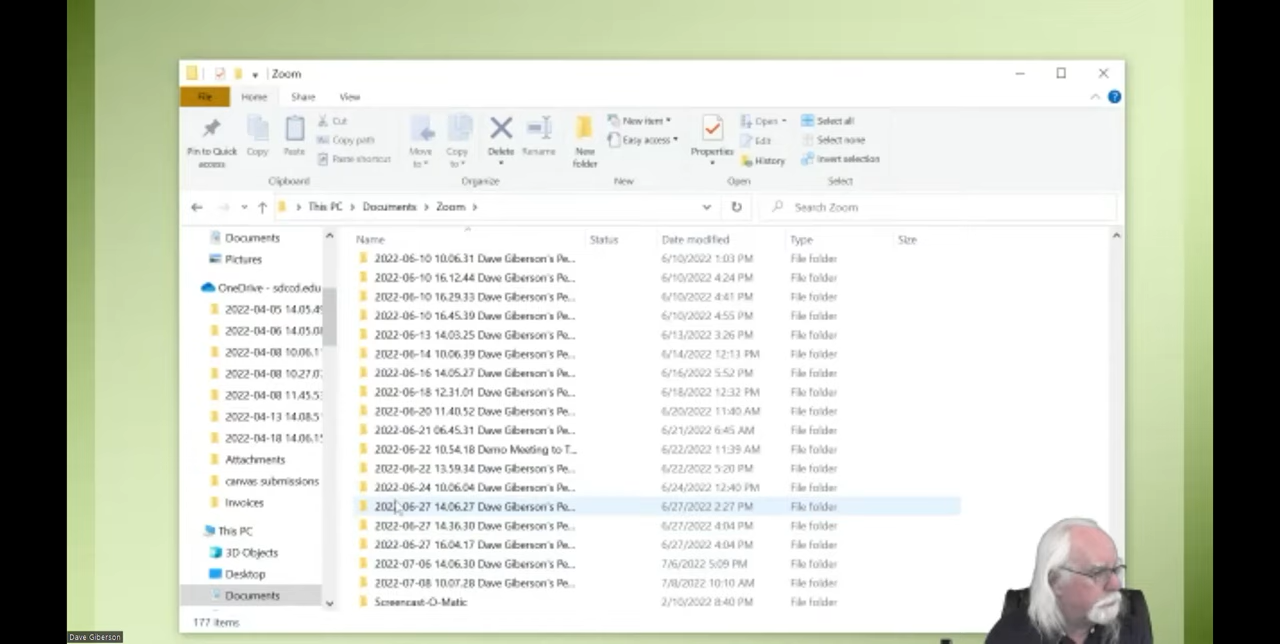 Zoom
File Home Share View
Pin to Quick access
Copy
Paste
Cut
Copy path
Paste shortcut
Move to
Copy to
Delete
Rename
New folder
New item
Easy access
Properties
Open
Edit
History
Select all
Select none
Invert selection
Clipboard Organize New Open Select
This PC > Documents > Zoom >
Search Zoom
Documents
Pictures
OneDrive - sdccd.edu
2022-04-05 14.05.4
2022-04-06 14.05.0
2022-04-08 10.06.1
2022-04-08 10.27.0
2022-04-08 11.45.5
2022-04-13 14.08.5
2022-04-18 14.06.1
Attachments
canvas submissions
Invoices
This PC
3D Objects
Desktop
Documents
Name Status Date modified Type Size
2022-06-10 10.06.31 Dave Giberson's Pe... 6/10/2022 1:03 PM File folder
2022-06-10 16.12.44 Dave Giberson's Pe... 6/10/2022 4:24 PM File folder
2022-06-10 16.29.33 Dave Giberson's Pe... 6/10/2022 4:41 PM File folder
2022-06-10 16.45.39 Dave Giberson's Pe... 6/10/2022 4:55 PM File folder
2022-06-13 14.03.25 Dave Giberson's Pe... 6/13/2022 3:26 PM File folder
2022-06-14 10.06.39 Dave Giberson's Pe... 6/14/2022 12:13 PM File folder
2022-06-16 14.05.27 Dave Giberson's Pe... 6/16/2022 5:52 PM File folder
2022-06-18 12.31.01 Dave Giberson's Pe... 6/18/2022 12:32 PM File folder
2022-06-20 11.40.52 Dave Giberson's Pe... 6/20/2022 11:40 AM File folder
2022-06-21 06.45.31 Dave Giberson's Pe... 6/21/2022 6:45 AM File folder
2022-06-22 10.54.18 Demo Meeting to T... 6/22/2022 11:39 AM File folder
2022-06-22 13.59.34 Dave Giberson's Pe... 6/22/2022 5:20 PM File folder
2022-06-24 10.06.04 Dave Giberson's Pe... 6/24/2022 12:40 PM File folder
2022-06-27 14.06.27 Dave Giberson's Pe... 6/27/2022 2:27 PM File folder
2022-06-27 14.36.30 Dave Giberson's Pe... 6/27/2022 4:04 PM File folder
2022-06-27 16.04.17 Dave Giberson's Pe... 6/27/2022 4:04 PM File folder
2022-07-06 14.06.30 Dave Giberson's Pe... 7/6/2022 5:09 PM File folder
2022-07-08 10.07.28 Dave Giberson's Pe... 7/8/2022 10:10 AM File folder
Screencast-O-Matic 2/10/2022 8:40 PM File folder
177 items
Dave Giberson